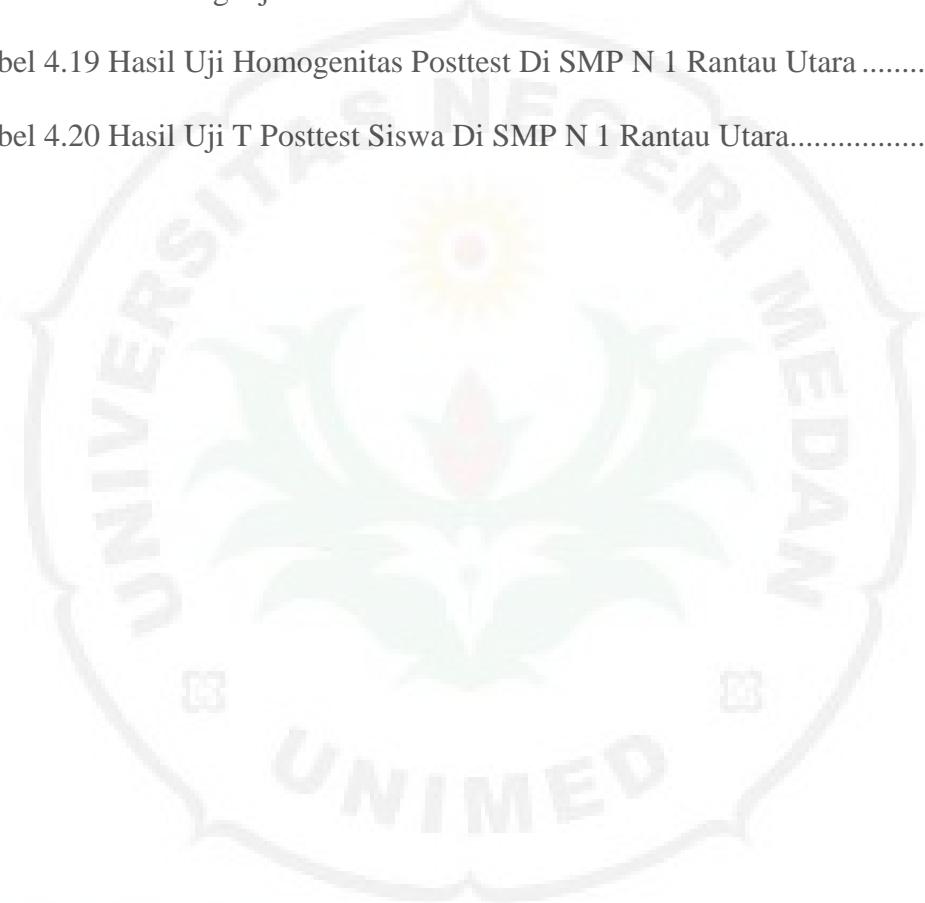 bel 4.19 Hasil Uji Homogenitas Posttest Di SMP N 1 Rantau Utara ........
bel 4.20 Hasil Uji T Posttest Siswa Di SMP N 1 Rantau Utara................
UNIVERSITAS NEGERI MEDAN
UNIMED